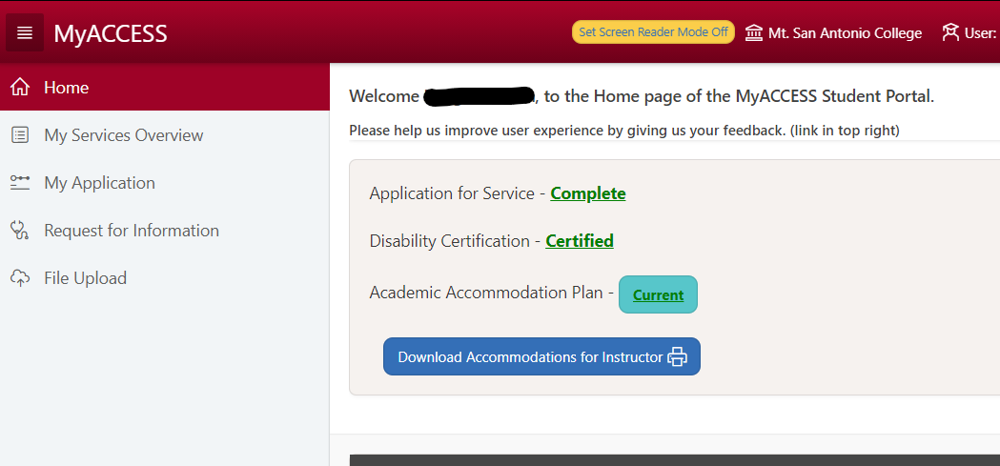 MyACCESS
Set Screen Reader Mode Off
Mt. San Antonio College
User:
Home
My Services Overview
My Application
Request for Information
File Upload
Welcome , to the Home page of the MyACCESS Student Portal.
Please help us improve user experience by giving us your feedback. (link in top right)
Application for Service - Complete
Disability Certification - Certified
Academic Accommodation Plan - Current
Download Accommodations for Instructor